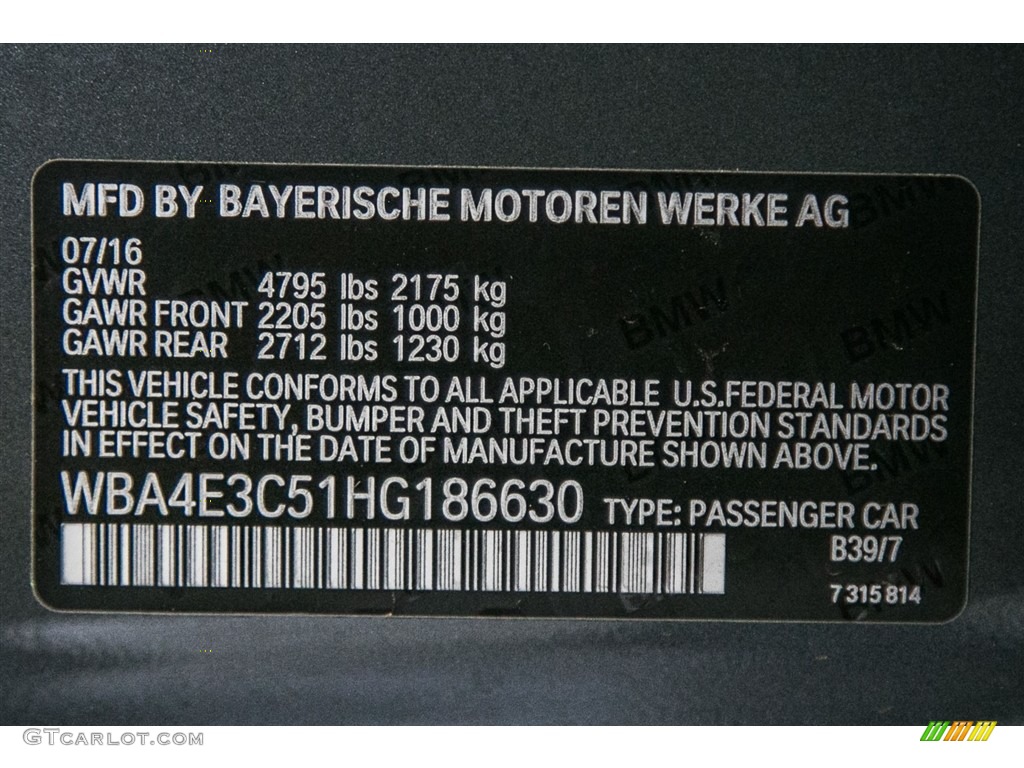 MFD BY BAYERISCHE MOTOREN WERKE AG
07/16
GVWR 4795 lbs 2175 kg
GAWR FRONT 2205 lbs 1000 kg
GAWR REAR 2712 lbs 1230 kg
THIS VEHICLE CONFORMS TO ALL APPLICABLE U.S.FEDERAL MOTOR
VEHICLE SAFETY, BUMPER AND THEFT PREVENTION STANDARDS
IN EFFECT ON THE DATE OF MANUFACTURE SHOWN ABOVE.
WBA4E3C51HG186630 TYPE: PASSENGER CAR
B39/7
7 315 814
GTCARLOT.COM